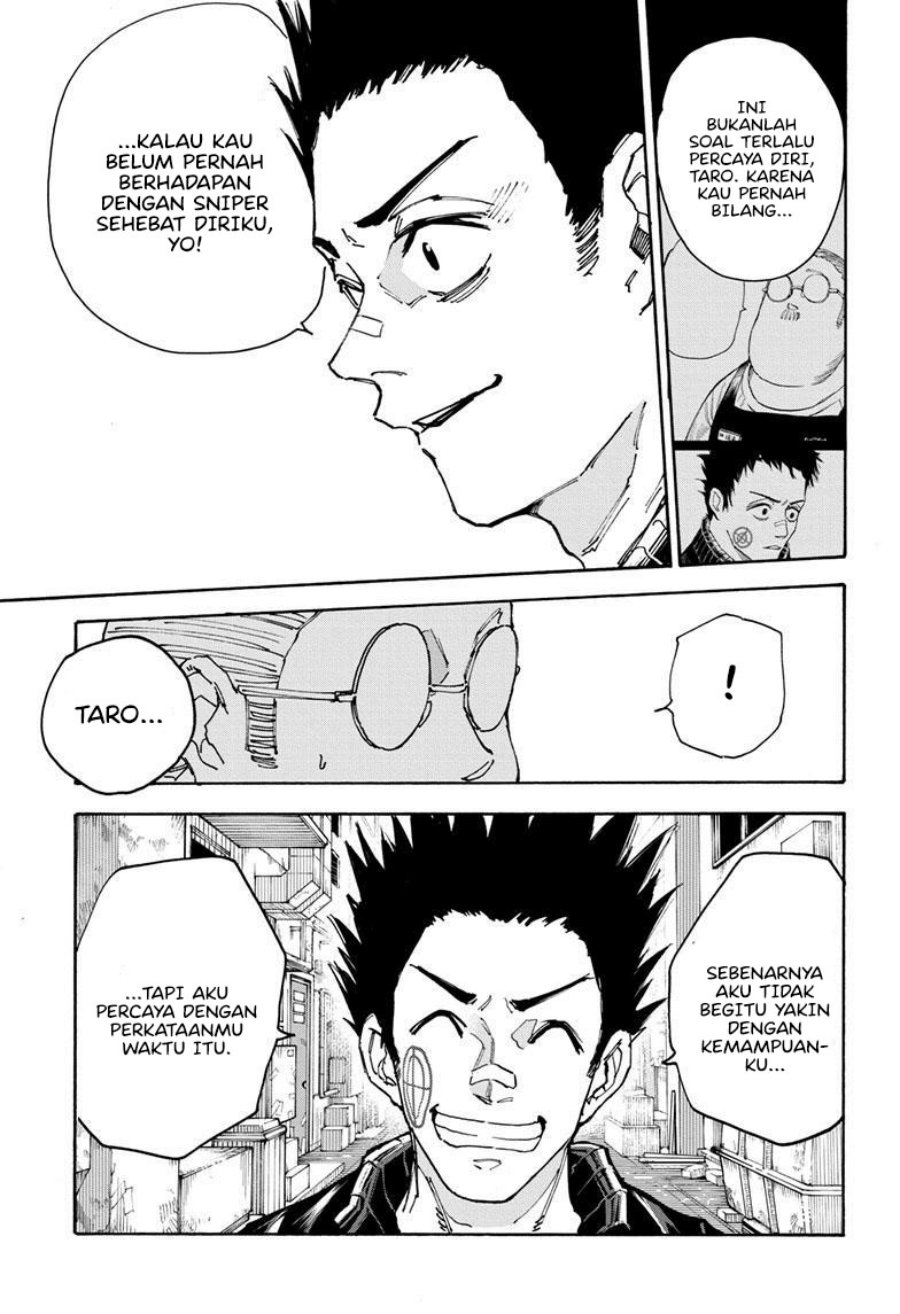 INI
BUKANLAH
SOAL TERLALU
PERCAYA DIRI,
TARO. KARENA
KAU PERNAH
BILANG...
...KALAU KAU
BELUM PERNAH
BERHADAPAN
DENGAN SNIPER
SEHEBAT DIRIKU,
YO!
!
TARO...
SEBENARNYA
AKU TIDAK
BEGITU YAKIN
DENGAN
KEMAMPUAN-
KU...
...TAPI AKU
PERCAYA DENGAN
PERKATAANMU
WAKTU ITU.